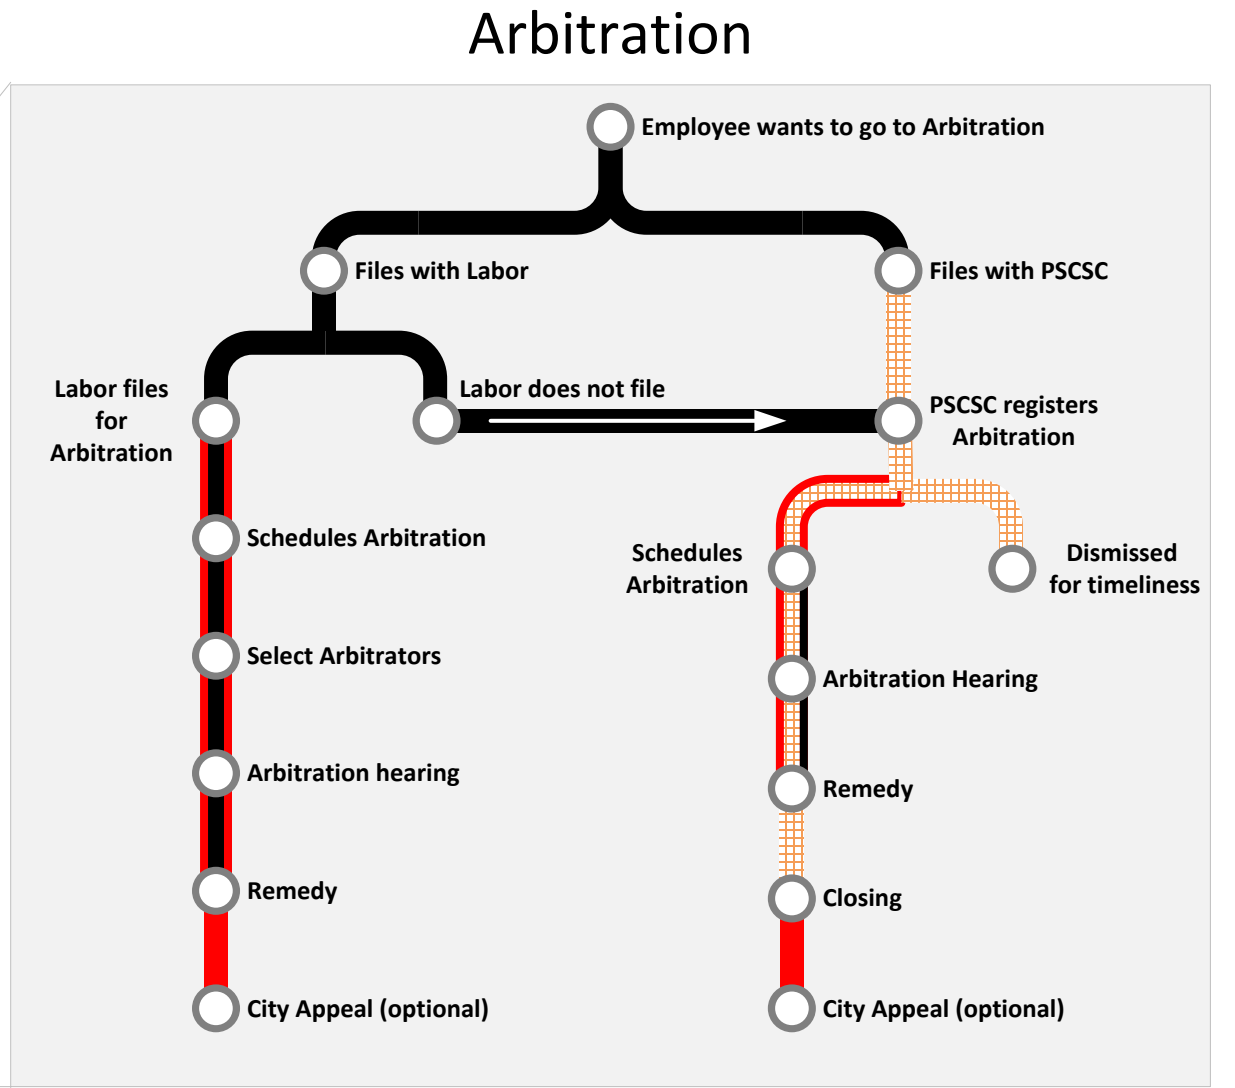 Arbitration
Employee wants to go to Arbitration
Files with Labor
Files with PSCSC
Labor files
for
Arbitration
Labor does not file
PSCSC registers
Arbitration
Schedules Arbitration
Schedules
Arbitration
Dismissed
for timeliness
Select Arbitrators
Arbitration Hearing
Arbitration hearing
Remedy
Remedy
Closing
City Appeal (optional)
City Appeal (optional)